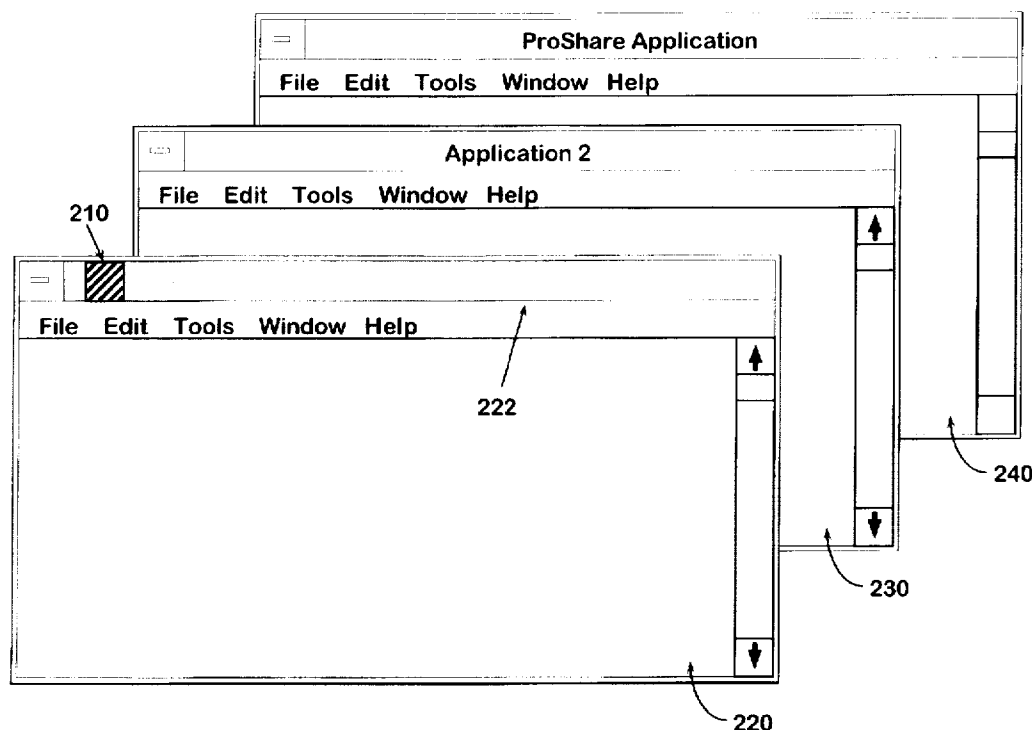 ProShare Application
File Edit Tools Window Help
Application 2
File Edit Tools Window Help
210
File Edit Tools Window Help
222
240
230
220